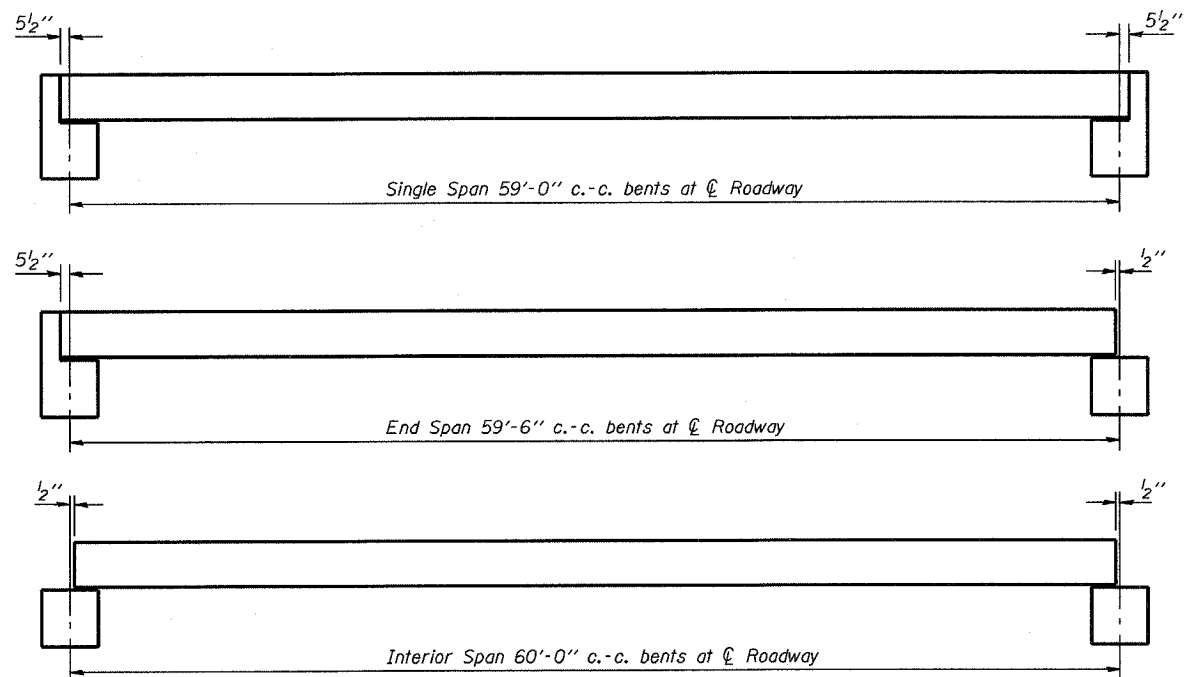 5½" 5½"
Single Span 59'-0" c.-c. bents at ℄ Roadway
5½" ½"
End Span 59'-6" c.-c. bents at ℄ Roadway
½" ½"
Interior Span 60'-0" c.-c. bents at ℄ Roadway